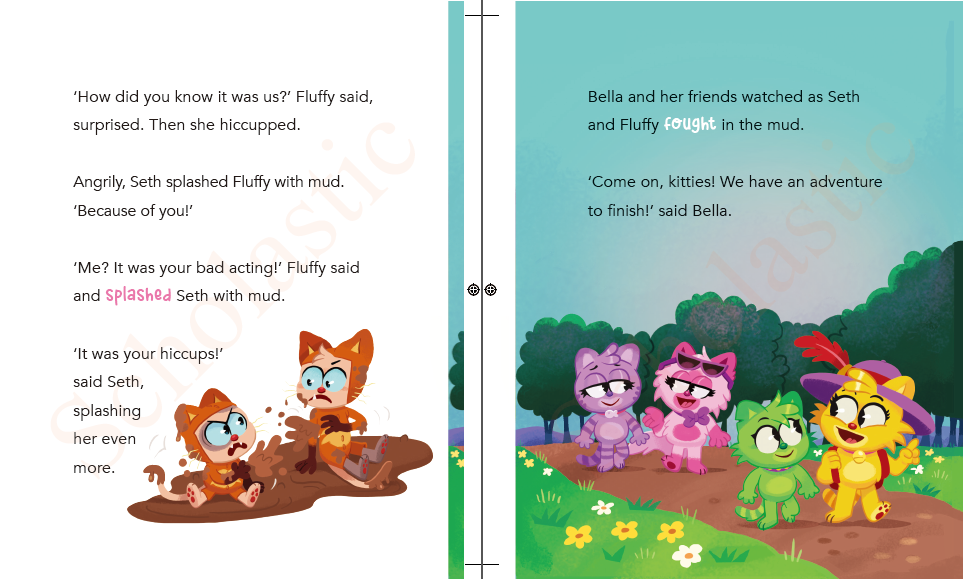 ‘How did you know it was us?’ Fluffy said,
surprised. Then she hiccupped.
Angrily, Seth splashed Fluffy with mud.
‘Because of you!’
‘Me? It was your bad acting!’ Fluffy said
and splashed Seth with mud.
‘It was your hiccups!’
said Seth,
splashing
her even
more.
Scholastic
Bella and her friends watched as Seth
and Fluffy fought in the mud.
‘Come on, kitties! We have an adventure
to finish!’ said Bella.
Scholastic